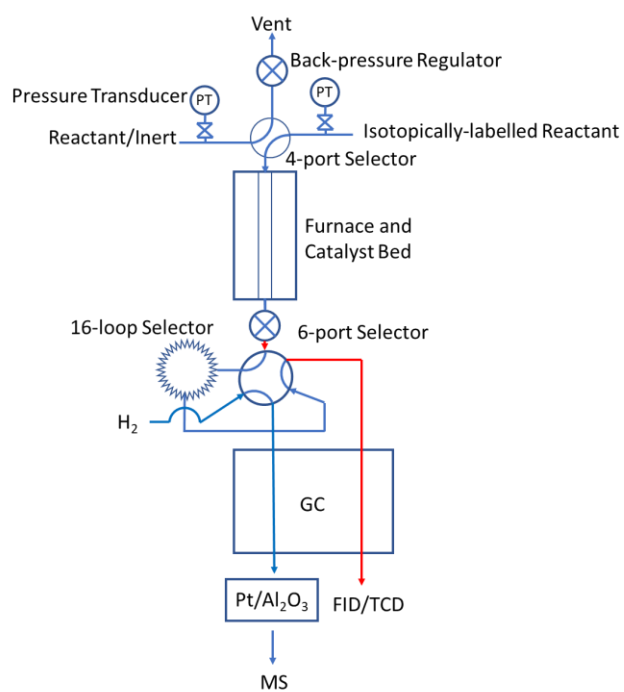 Vent
Back-pressure Regulator
Pressure Transducer
PT
PT
Reactant/Inert
Isotopically-labelled Reactant
4-port Selector
Furnace and
Catalyst Bed
16-loop Selector
6-port Selector
H₂
GC
Pt/Al₂O₃
FID/TCD
MS